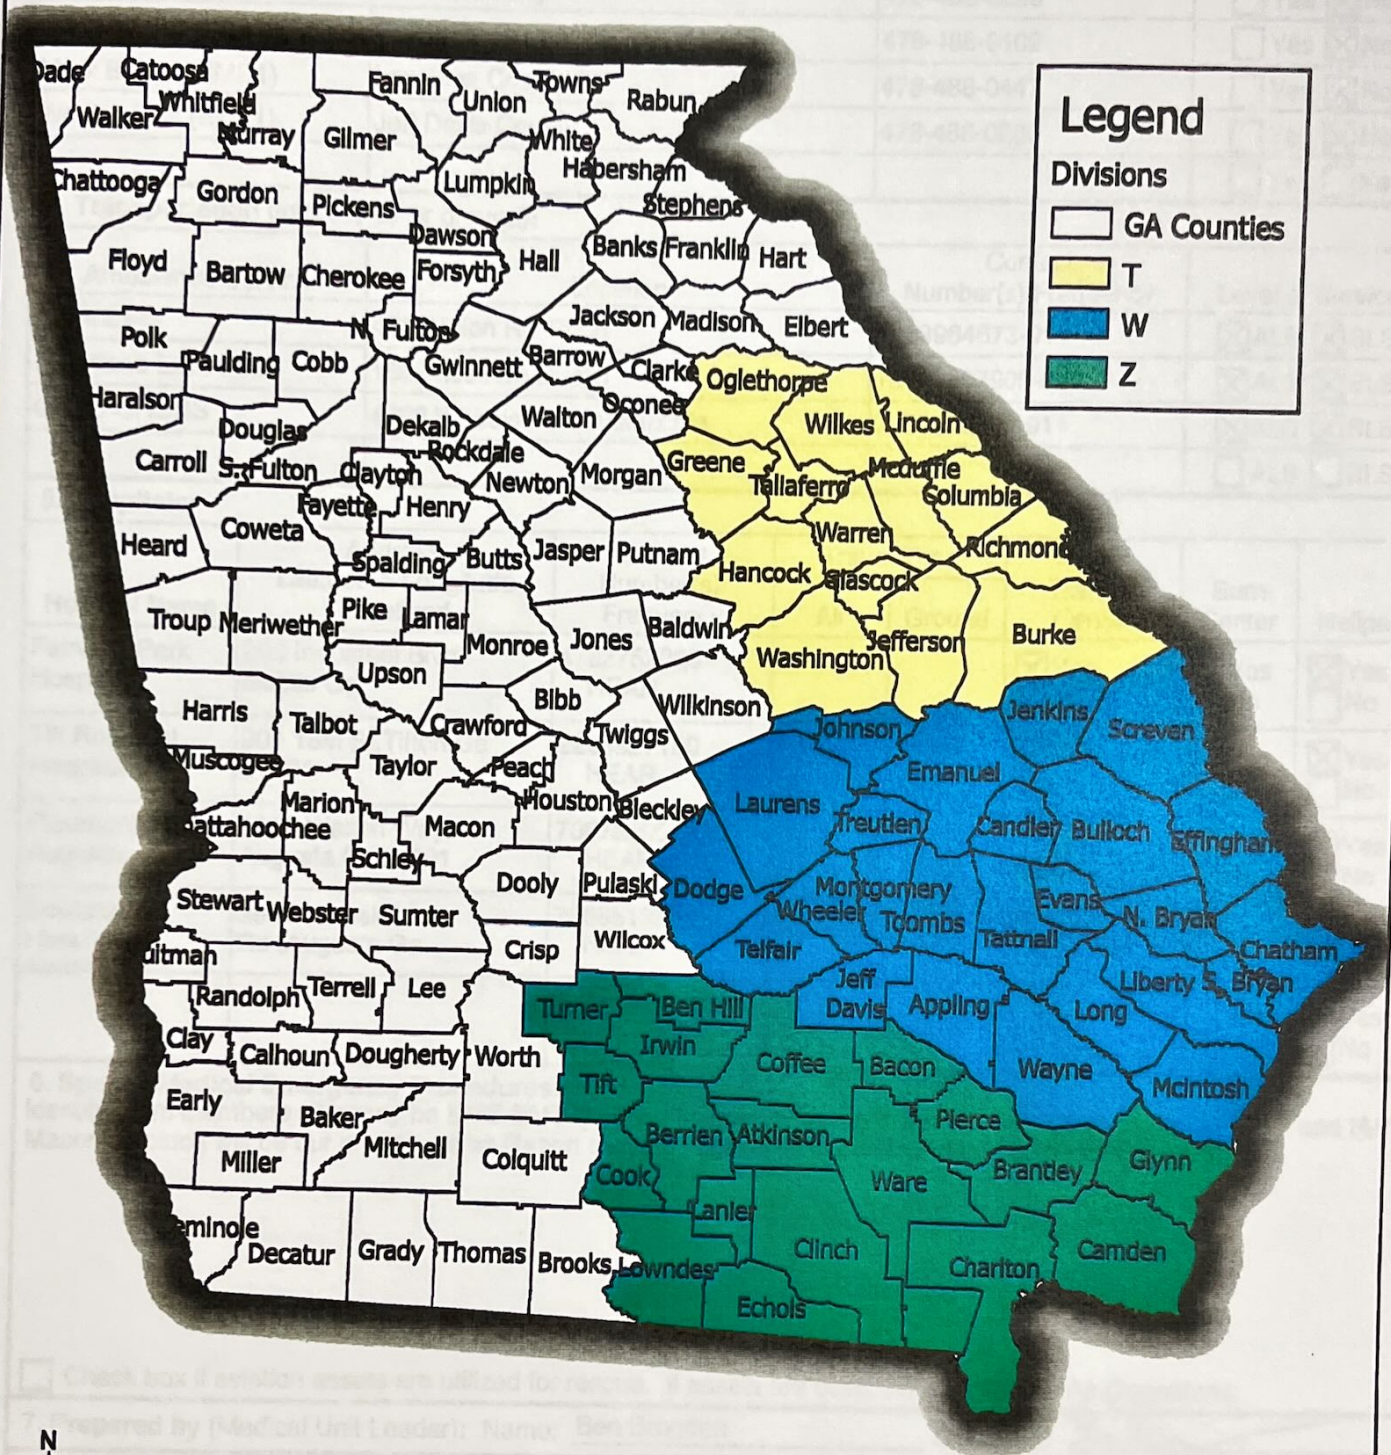 Legend
Divisions
GA Counties
T
W
Z
Dade
Catoosa
Whitfield
Walker
Murray
Fannin
Union
Towns
Rabun
Gilmer
White
Habersham
Lumpkin
Stephens
Chattooga
Gordon
Pickens
Dawson
Banks
Franklin
Hart
Hall
Floyd
Bartow
Cherokee
Forsyth
Jackson
Madison
Elbert
Polk
N. Fulton
Paulding
Cobb
Gwinnett
Barrow
Clarke
Oglethorpe
Haralson
Oconee
Walton
Wilkes
Lincoln
Douglas
Dekalb
Rockdale
Carroll
S. Fulton
Clayton
Newton
Morgan
Greene
Taliaferro
Mcduffie
Columbia
Fayette
Henry
Coweta
Heard
Spalding
Butts
Jasper
Putnam
Warren
Richmond
Hancock
Glascock
Troup
Meriwether
Pike
Lamar
Monroe
Jones
Baldwin
Washington
Jefferson
Burke
Upson
Bibb
Wilkinson
Harris
Talbot
Crawford
Twiggs
Johnson
Jenkins
Screven
Muscogee
Taylor
Peach
Emanuel
Marion
Houston
Bleckley
Laurens
Chattahoochee
Macon
Treutlen
Candler
Bulloch
Effingham
Schley
Stewart
Webster
Sumter
Dooly
Pulaski
Dodge
Montgomery
Wheeler
Toombs
Evans
N. Bryan
Tattnall
Quitman
Crisp
Wilcox
Telfair
Chatham
Randolph
Terrell
Lee
Jeff
Davis
Appling
Liberty
S. Bryan
Long
Turner
Ben Hill
Clay
Calhoun
Dougherty
Worth
Irwin
Coffee
Bacon
Wayne
McIntosh
Early
Baker
Tift
Mitchell
Berrien
Atkinson
Pierce
Miller
Colquitt
Cook
Ware
Brantley
Glynn
Lanier
Seminole
Decatur
Grady
Thomas
Brooks
Lowndes
Clinch
Charlton
Camden
Echols
N